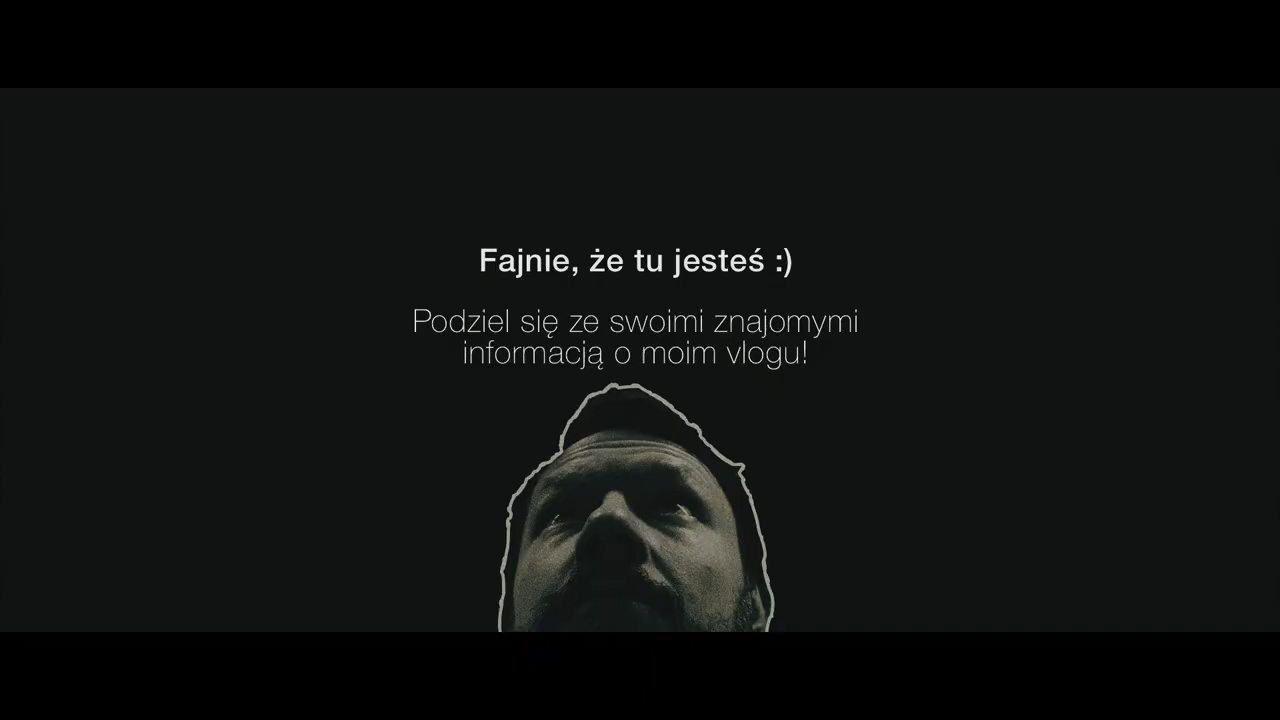 Fajnie, że tu jesteś :)
Podziel się ze swoimi znajomymi
informacją o moim vlogu!